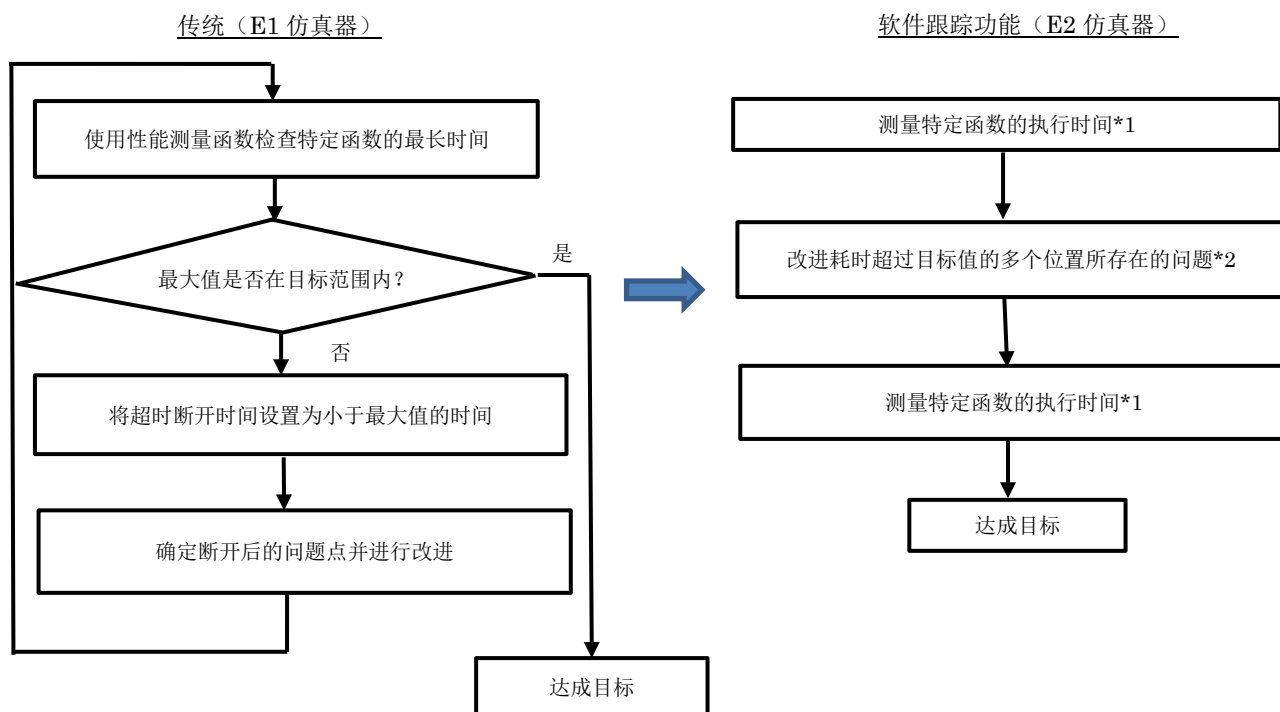 传统（E1 仿真器）
使用性能测量函数检查特定函数的最长时间
最大值是否在目标范围内？
是
否
将超时断开时间设置为小于最大值的时间
确定断开后的问题点并进行改进
达成目标
软件跟踪功能（E2 仿真器）
测量特定函数的执行时间*1
改进耗时超过目标值的多个位置所存在的问题*2
测量特定函数的执行时间*1
达成目标